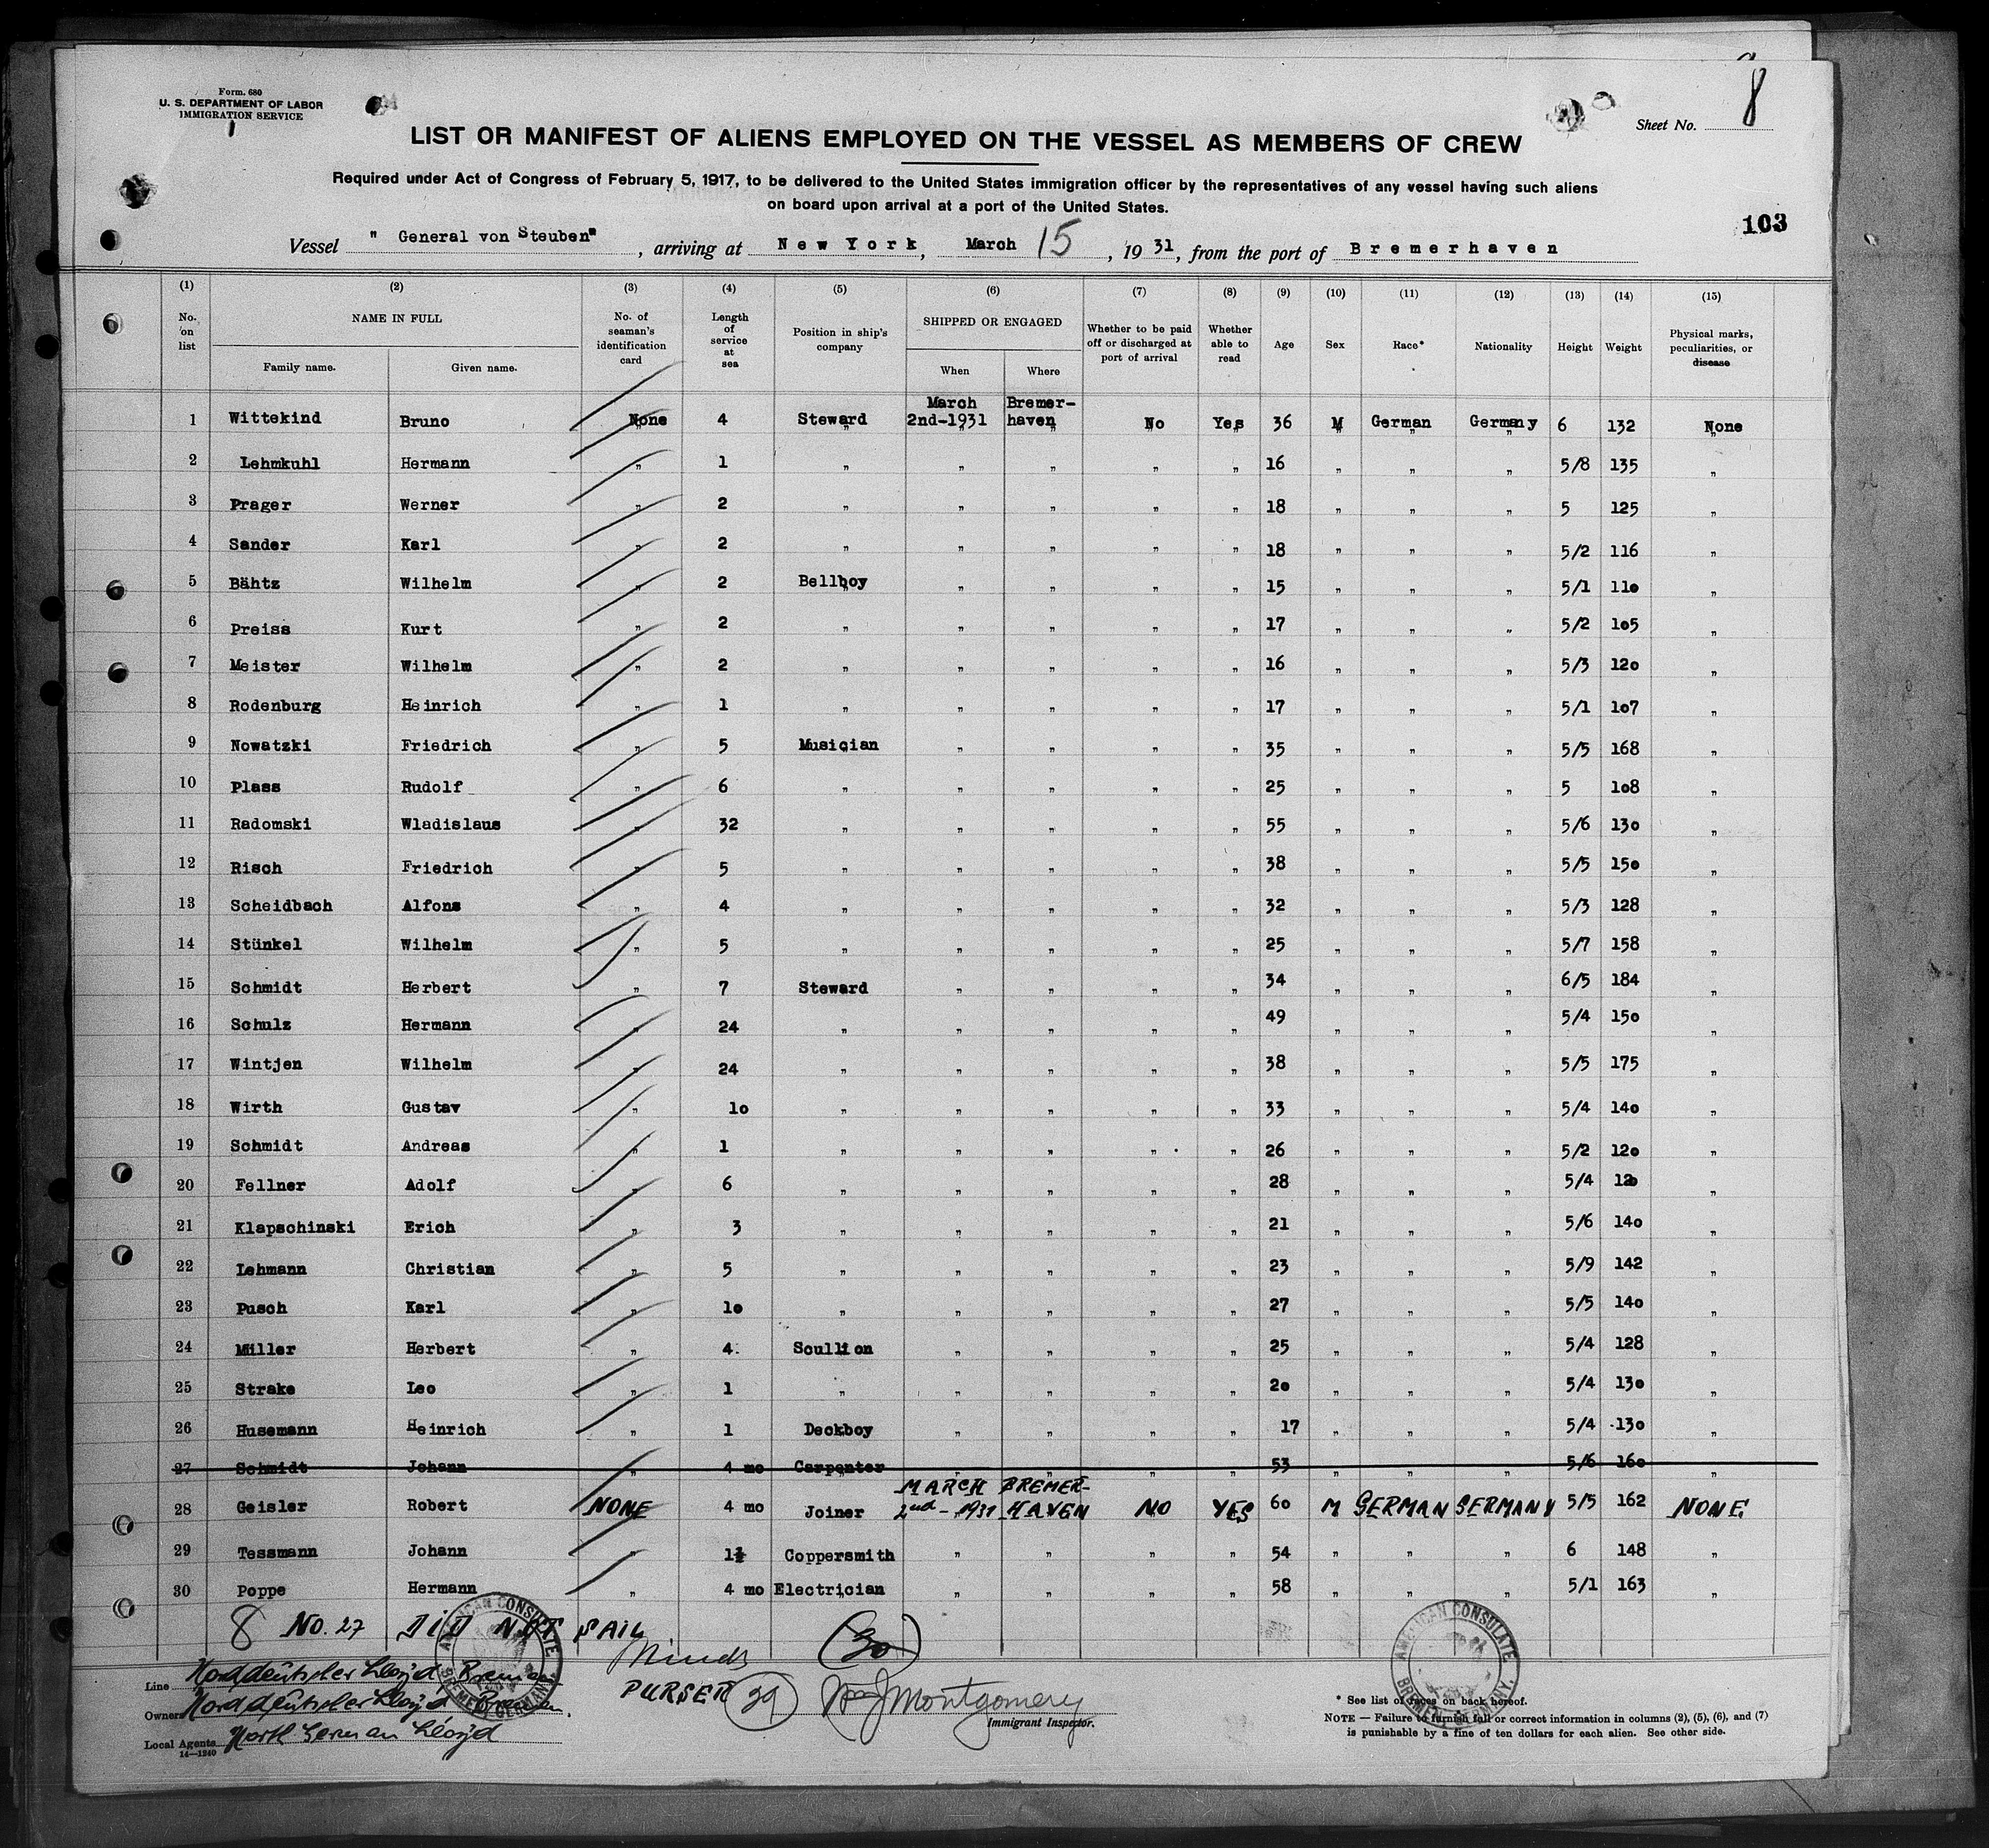 8
Form. 680
U. S. DEPARTMENT OF LABOR
IMMIGRATION SERVICE
Sheet No.
LIST OR MANIFEST OF ALIENS EMPLOYED ON THE VESSEL AS MEMBERS OF CREW
Required under Act of Congress of February 5, 1917, to be delivered to the United States immigration officer by the representatives of any vessel having such aliens
on board upon arrival at a port of the United States.
103
Vessel " General von Steuben" , arriving at New York , March 15 , 19 31, from the port of Bremerhaven
(1) (2) (3) (4) (5) (6) (7) (8) (9) (10) (11) (12) (13) (14) (15)
No. on list NAME IN FULL Family name. Given name. No. of seaman's identification card Length of service at sea Position in ship's company SHIPPED OR ENGAGED When Where Whether to be paid off or discharged at port of arrival Whether able to read Age Sex Race* Nationality Height Weight Physical marks, peculiarities, or disease
1 Wittekind Bruno None 4 Steward March 2nd-1931 Bremer-haven No Yes 36 M German Germany 6 132 None
2 Lehmkuhl Hermann " 1 " " " " " 16 " " " 5/8 135 "
3 Prager Werner " 2 " " " " " 18 " " " 5 125 "
4 Sander Karl " 2 " " " " " 18 " " " 5/2 116 "
5 Bähtz Wilhelm " 2 Bellboy " " " " 15 " " " 5/1 110 "
6 Preiss Kurt " 2 " " " " " 17 " " " 5/2 105 "
7 Meister Wilhelm " 2 " " " " " 16 " " " 5/3 120 "
8 Rodenburg Heinrich " 1 " " " " " 17 " " " 5/1 107 "
9 Nowatzki Friedrich " 5 Musician " " " " 35 " " " 5/5 168 "
10 Plass Rudolf " 6 " " " " " 25 " " " 5 108 "
11 Radomski Wladislaus " 32 " " " " " 55 " " " 5/6 130 "
12 Risch Friedrich " 5 " " " " " 38 " " " 5/5 150 "
13 Scheidbach Alfons " 4 " " " " " 32 " " " 5/3 128 "
14 Stünkel Wilhelm " 5 " " " " " 25 " " " 5/7 158 "
15 Schmidt Herbert " 7 Steward " " " " 34 " " " 6/5 184 "
16 Schulz Hermann " 24 " " " " " 49 " " " 5/4 150 "
17 Wintjen Wilhelm " 24 " " " " " 38 " " " 5/5 175 "
18 Wirth Gustav " 10 " " " " " 33 " " " 5/4 140 "
19 Schmidt Andreas " 1 " " " " " 26 " " " 5/2 120 "
20 Fellner Adolf " 6 " " " " " 28 " " " 5/4 120 "
21 Klapschinski Erich " 3 " " " " " 21 " " " 5/6 140 "
22 Lehmann Christian " 5 " " " " " 23 " " " 5/9 142 "
23 Pusch Karl " 10 " " " " " 27 " " " 5/5 140 "
24 Miller Herbert " 4 Scullion " " " " 25 " " " 5/4 128 "
25 Strake Leo " 1 " " " " " 20 " " " 5/4 130 "
26 Husemann Heinrich " 1 Deckboy " " " " 17 " " " 5/4 130 "
27 Schmidt Johann " 4 mo Carpenter " " " " 53 " " " 5/6 160 "
28 Geisler Robert NONE 4 mo Joiner MARCH 2nd-1931 BREMER-HAVEN NO YES 60 M GERMAN GERMANY 5/5 162 NONE
29 Tessmann Johann " 1½ Coppersmith " " " " 54 " " " 6 148 "
30 Poppe Hermann " 4 mo Electrician " " " " 58 " " " 5/1 163 "
8 No. 27 DID NOT SAIL
30
AMERICAN CONSULATE BREMEN, GERMANY.
AMERICAN CONSULATE BREMEN, GERMANY.
Line Norddeutscher Lloyd Bremen
PURSER 29 Wm J Montgomery
Immigrant Inspector.
Owners Norddeutscher Lloyd Bremen.
Local Agents North German Lloyd
14—1240
* See list of races on back hereof.
NOTE — Failure to furnish full or correct information in columns (2), (5), (6), and (7)
is punishable by a fine of ten dollars for each alien. See other side.